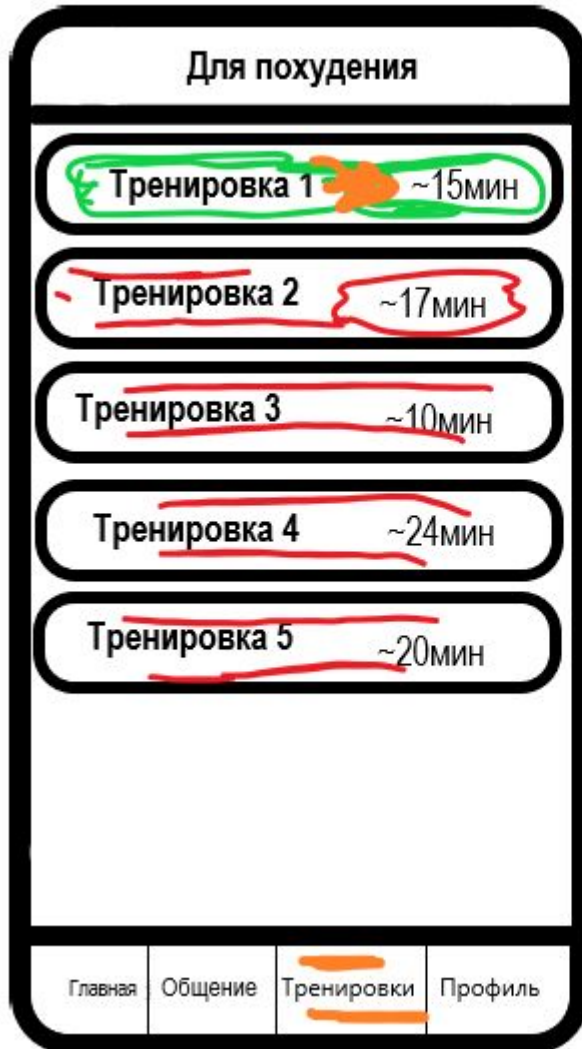 Для похудения
Тренировка 1 ~15мин
Тренировка 2 ~17мин
Тренировка 3 ~10мин
Тренировка 4 ~24мин
Тренировка 5 ~20мин
Главная Общение Тренировки Профиль